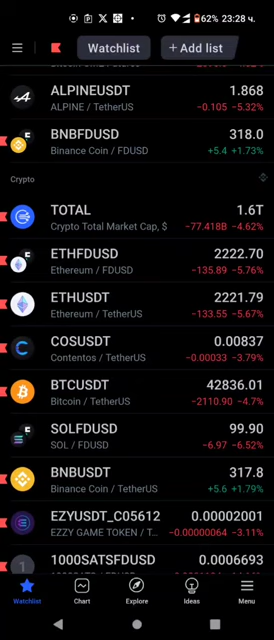 62% 23:28 ч.
Watchlist + Add list
ALPINEUSDT 1.868
ALPINE / TetherUS −0.105 −5.32%
BNBFDUSD 318.0
Binance Coin / FDUSD +5.4 +1.73%
Crypto
TOTAL 1.6T
Crypto Total Market Cap, $ −77.418B −4.62%
ETHFDUSD 2222.70
Ethereum / FDUSD −135.89 −5.76%
ETHUSDT 2221.79
Ethereum / TetherUS −133.55 −5.67%
COSUSDT 0.00837
Contentos / TetherUS −0.00033 −3.79%
BTCUSDT 42836.01
Bitcoin / TetherUS −2110.90 −4.7%
SOLFDUSD 99.90
SOL / FDUSD −6.97 −6.52%
BNBUSDT 317.8
Binance Coin / TetherUS +5.6 +1.79%
EZYUSDT_C05612 0.00002001
EZZY GAME TOKEN / T... −0.00000064 −3.11%
1 1000SATSFDUSD 0.0006693
Watchlist Chart Explore Ideas Menu